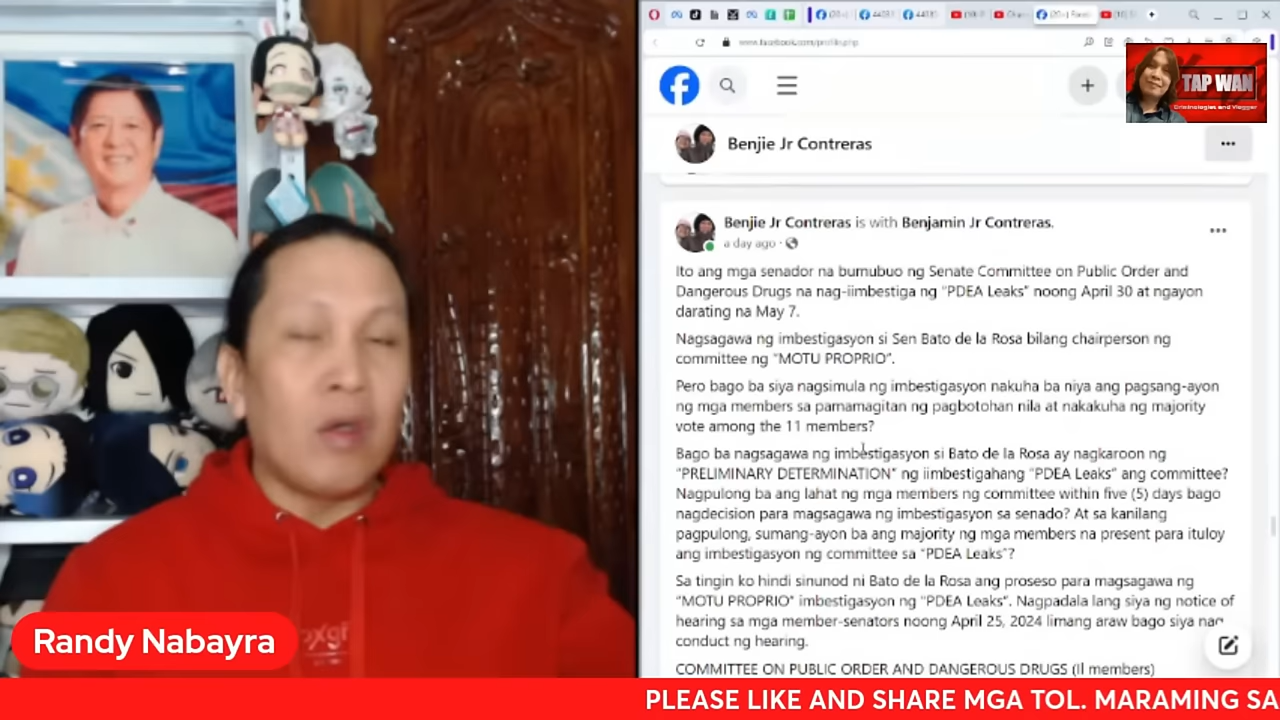 www.facebook.com/profile.php
TAP WAN
Criminologist and Vlogger
Benjie Jr Contreras
Benjie Jr Contreras is with Benjamin Jr Contreras.
a day ago
Ito ang mga senador na bumubuo ng Senate Committee on Public Order and
Dangerous Drugs na nag-iimbestiga ng "PDEA Leaks" noong April 30 at ngayon
darating na May 7.
Nagsagawa ng imbestigasyon si Sen Bato de la Rosa bilang chairperson ng
committee ng "MOTU PROPRIO".
Pero bago ba siya nagsimula ng imbestigasyon nakuha ba niya ang pagsang-ayon
ng mga members sa pamamagitan ng pagbotohan nila at nakakuha ng majority
vote among the 11 members?
Bago ba nagsagawa ng imbestigasyon si Bato de la Rosa ay nagkaroon ng
"PRELIMINARY DETERMINATION" ng iimbestigahang "PDEA Leaks" ang committee?
Nagpulong ba ang lahat ng mga members ng committee within five (5) days bago
nagdecision para magsagawa ng imbestigasyon sa senado? At sa kanilang
pagpulong, sumang-ayon ba ang majority ng mga members na present para ituloy
ang imbestigasyon ng committee sa "PDEA Leaks"?
Sa tingin ko hindi sinunod ni Bato de la Rosa ang proseso para magsagawa ng
"MOTU PROPRIO" imbestigasyon ng "PDEA Leaks". Nagpadala lang siya ng notice of
hearing sa mga member-senators noong April 25, 2024 limang araw bago siya nag
conduct ng hearing.
COMMITTEE ON PUBLIC ORDER AND DANGEROUS DRUGS (II members)
Randy Nabayra
PLEASE LIKE AND SHARE MGA TOL. MARAMING SA